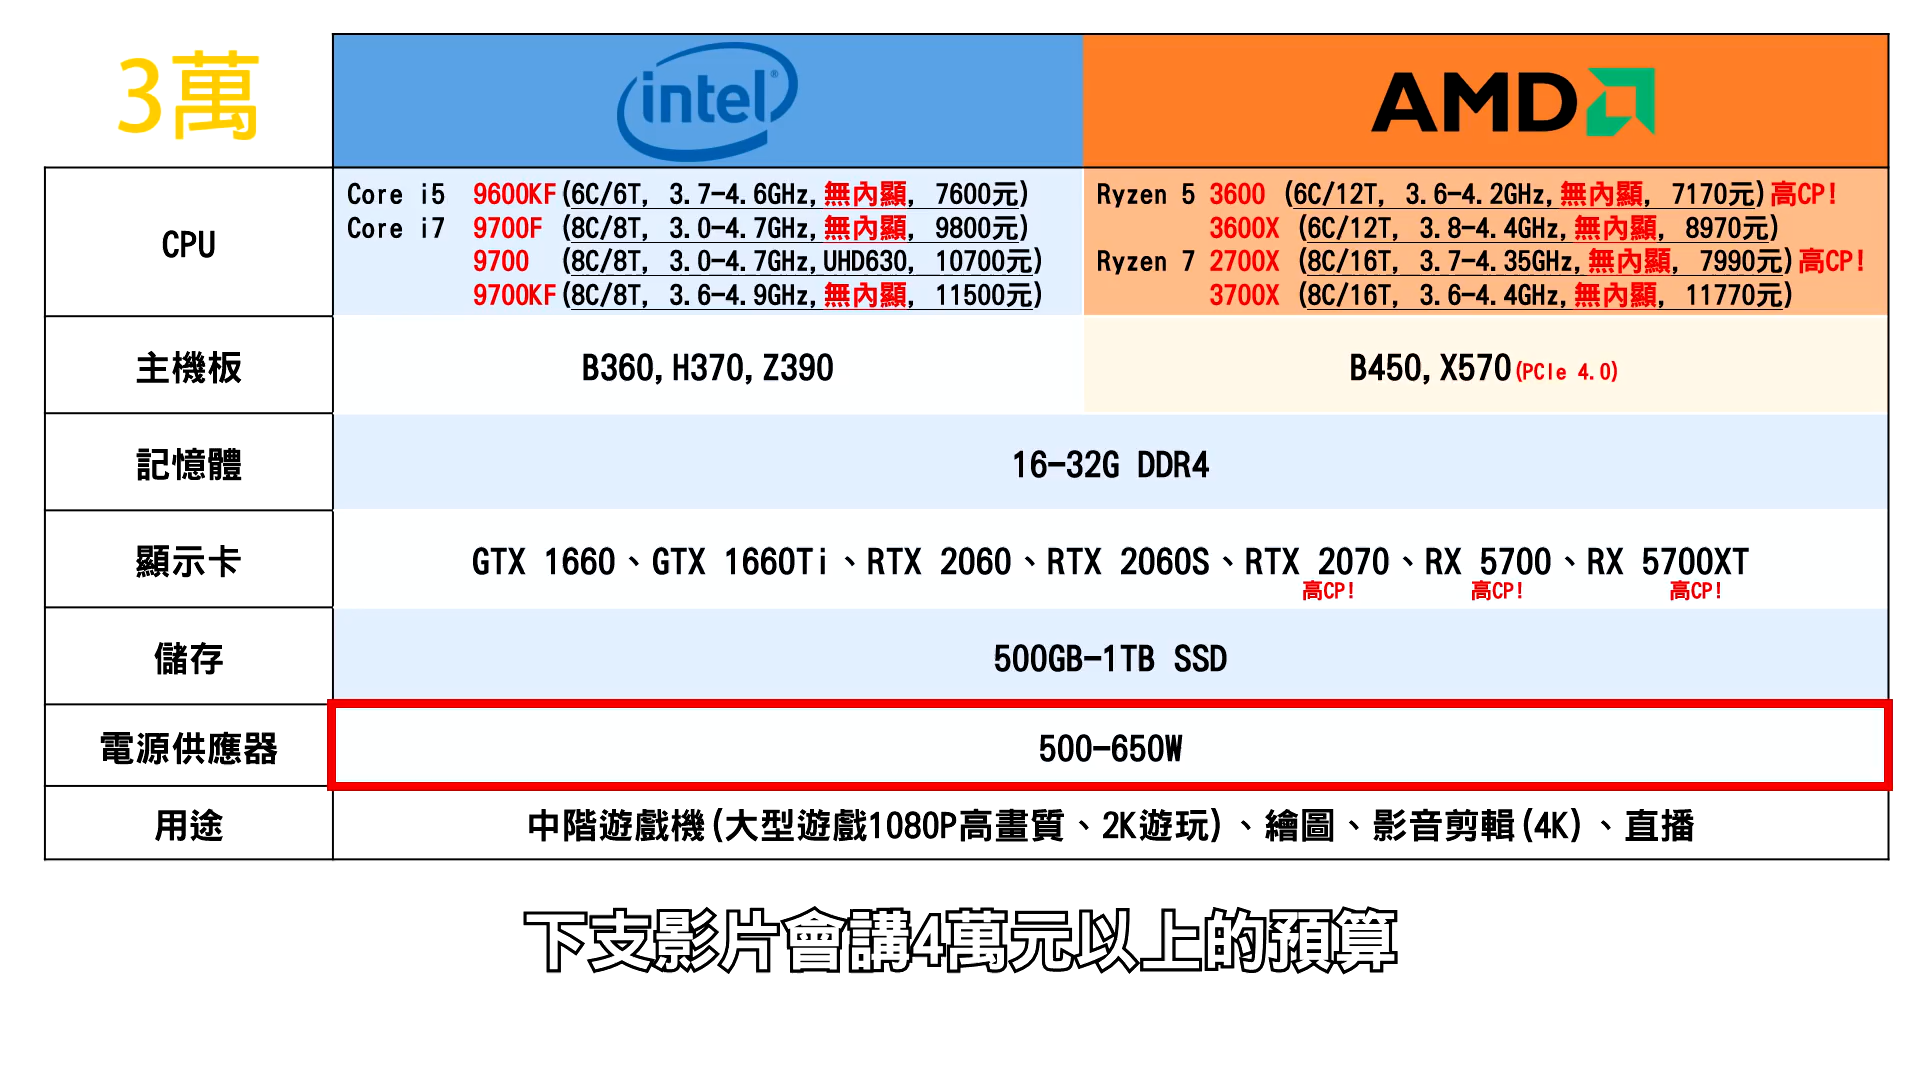 3萬
intel®
AMD
CPU
Core i5 9600KF(6C/6T, 3.7-4.6GHz,無內顯, 7600元)
Core i7 9700F (8C/8T, 3.0-4.7GHz,無內顯, 9800元)
9700 (8C/8T, 3.0-4.7GHz,UHD630, 10700元)
9700KF(8C/8T, 3.6-4.9GHz,無內顯, 11500元)
Ryzen 5 3600 (6C/12T, 3.6-4.2GHz,無內顯, 7170元)高CP!
3600X (6C/12T, 3.8-4.4GHz,無內顯, 8970元)
Ryzen 7 2700X (8C/16T, 3.7-4.35GHz,無內顯, 7990元)高CP!
3700X (8C/16T, 3.6-4.4GHz,無內顯, 11770元)
主機板
B360,H370,Z390
B450,X570(PCIe 4.0)
記憶體
16-32G DDR4
顯示卡
GTX 1660、GTX 1660Ti、RTX 2060、RTX 2060S、RTX 2070、RX 5700、RX 5700XT
高CP! 高CP! 高CP!
儲存
500GB-1TB SSD
電源供應器
500-650W
用途
中階遊戲機(大型遊戲1080P高畫質、2K遊玩)、繪圖、影音剪輯(4K)、直播
下支影片會講4萬元以上的預算